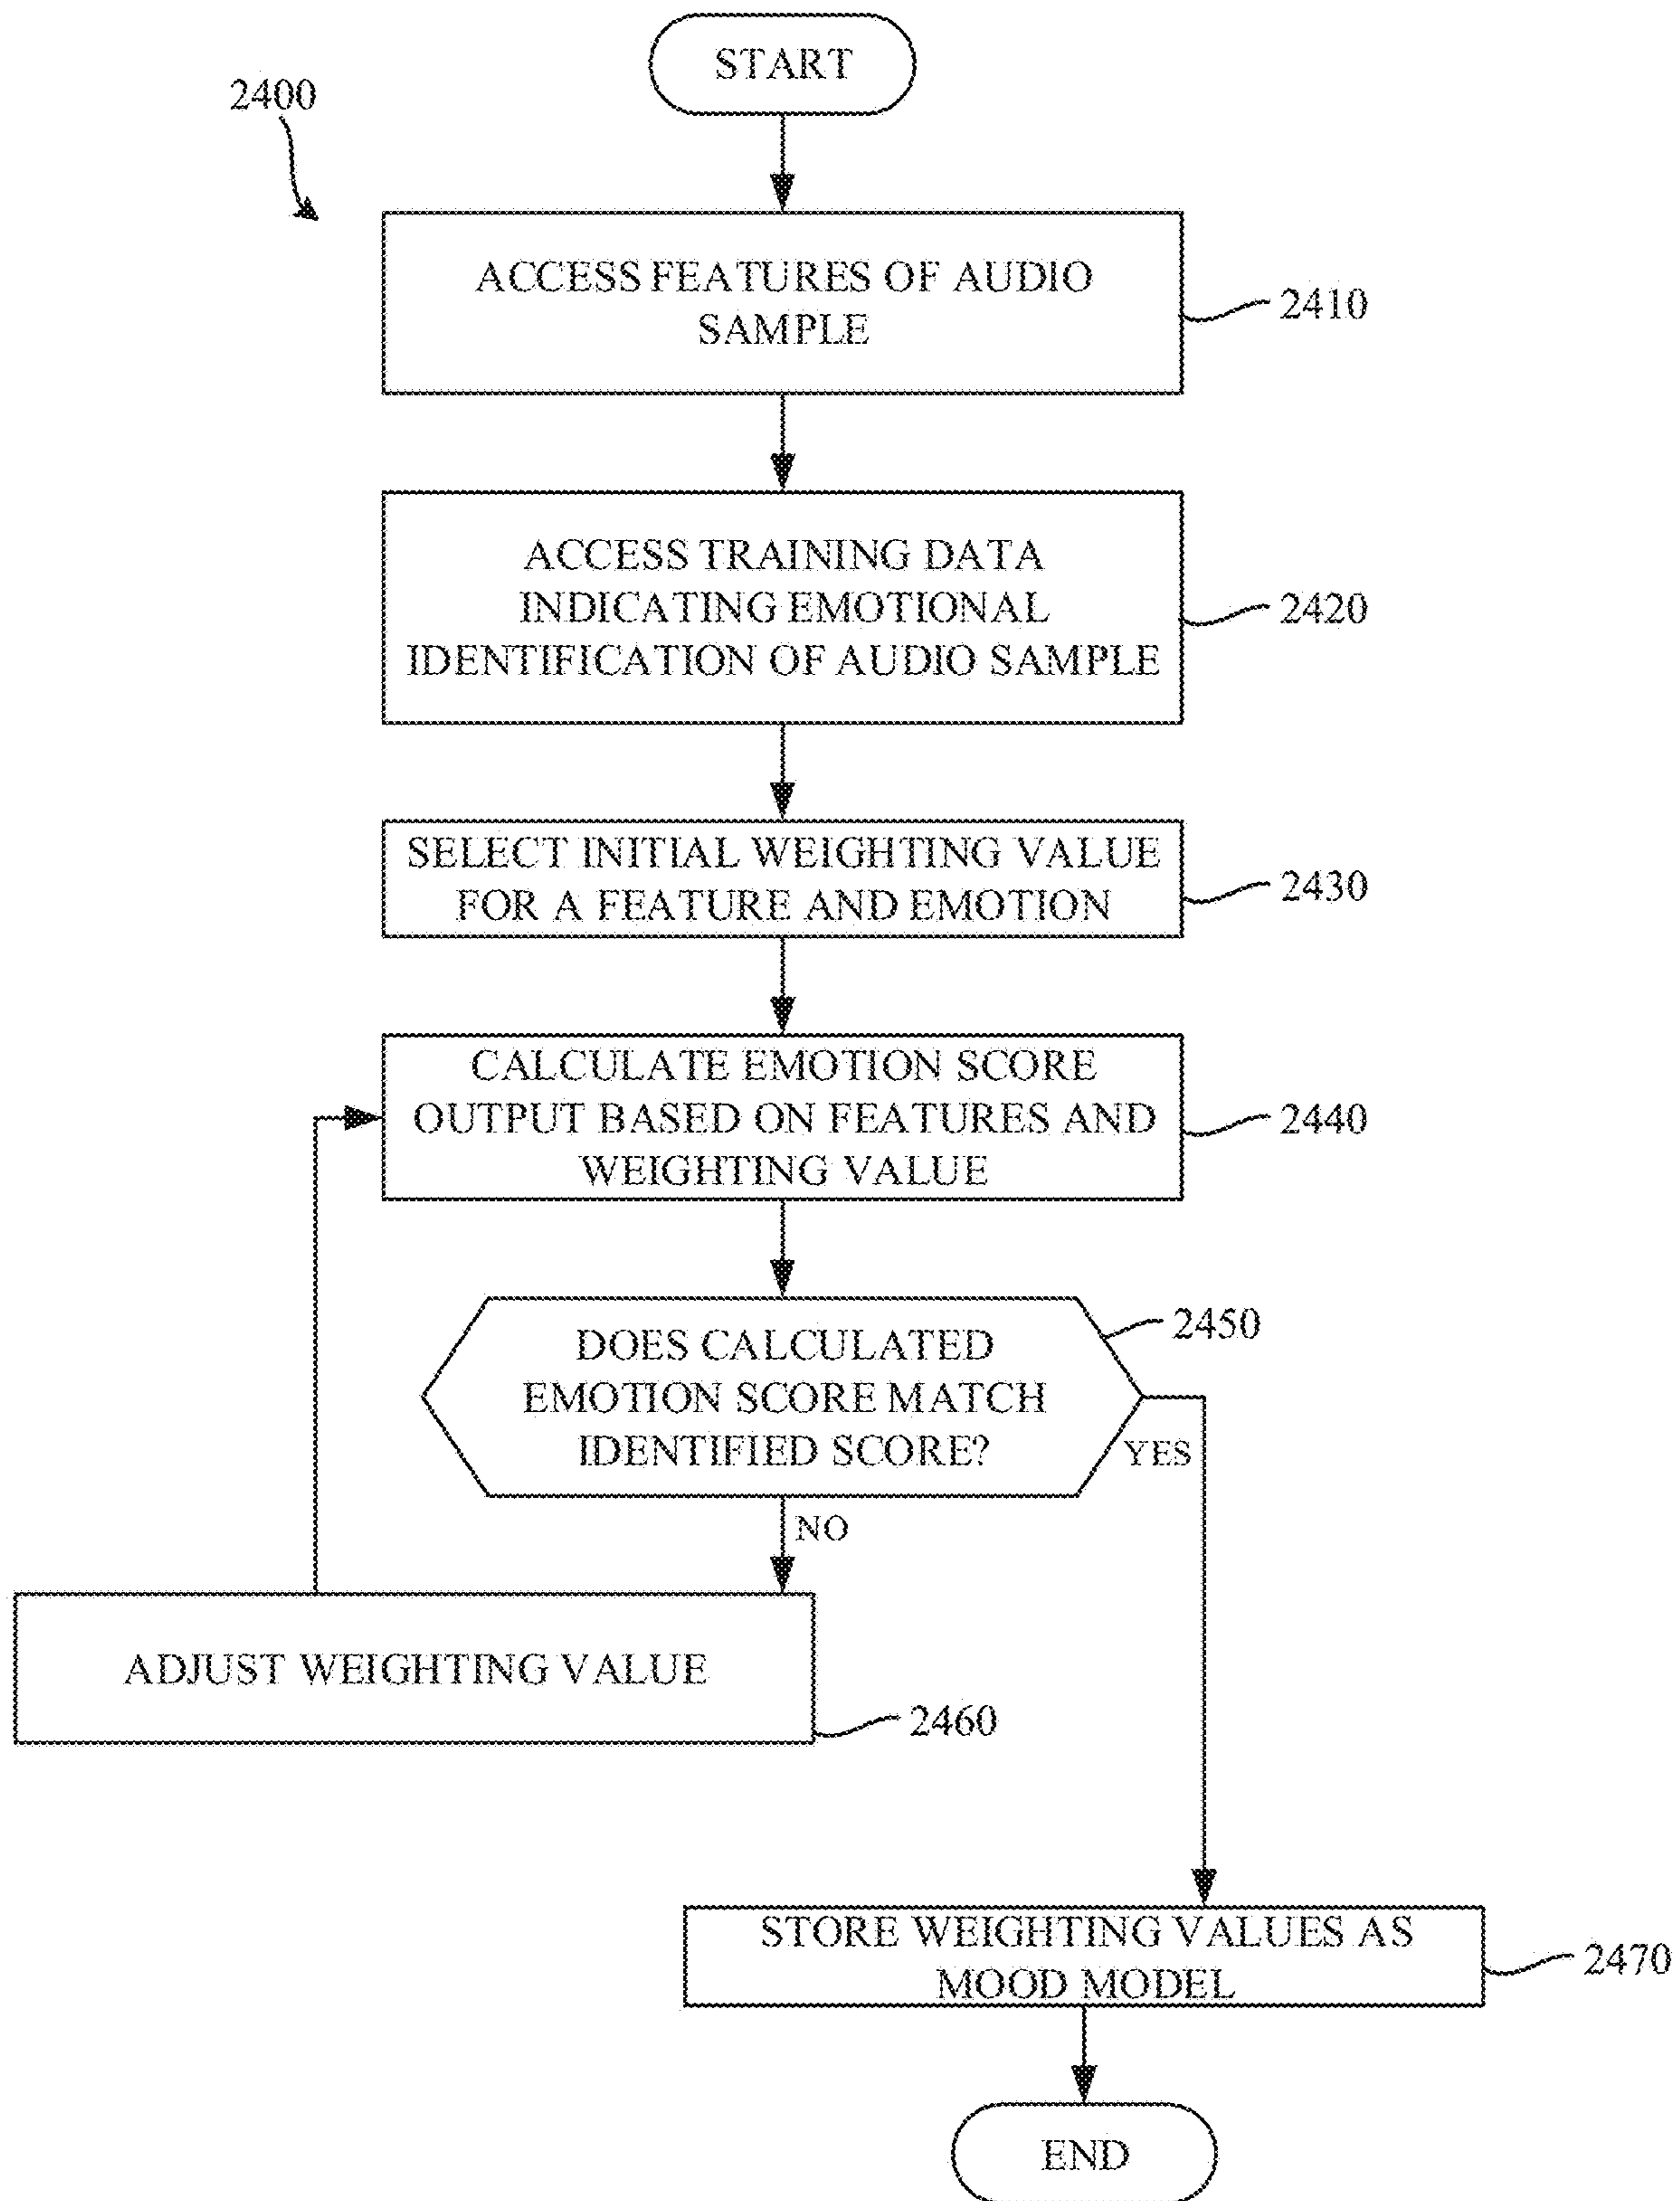 START
2400
ACCESS FEATURES OF AUDIO
SAMPLE
2410
ACCESS TRAINING DATA
INDICATING EMOTIONAL
IDENTIFICATION OF AUDIO SAMPLE
2420
SELECT INITIAL WEIGHTING VALUE
FOR A FEATURE AND EMOTION
2430
CALCULATE EMOTION SCORE
OUTPUT BASED ON FEATURES AND
WEIGHTING VALUE
2440
DOES CALCULATED
EMOTION SCORE MATCH
IDENTIFIED SCORE?
2450
YES
NO
ADJUST WEIGHTING VALUE
2460
STORE WEIGHTING VALUES AS
MOOD MODEL
2470
END